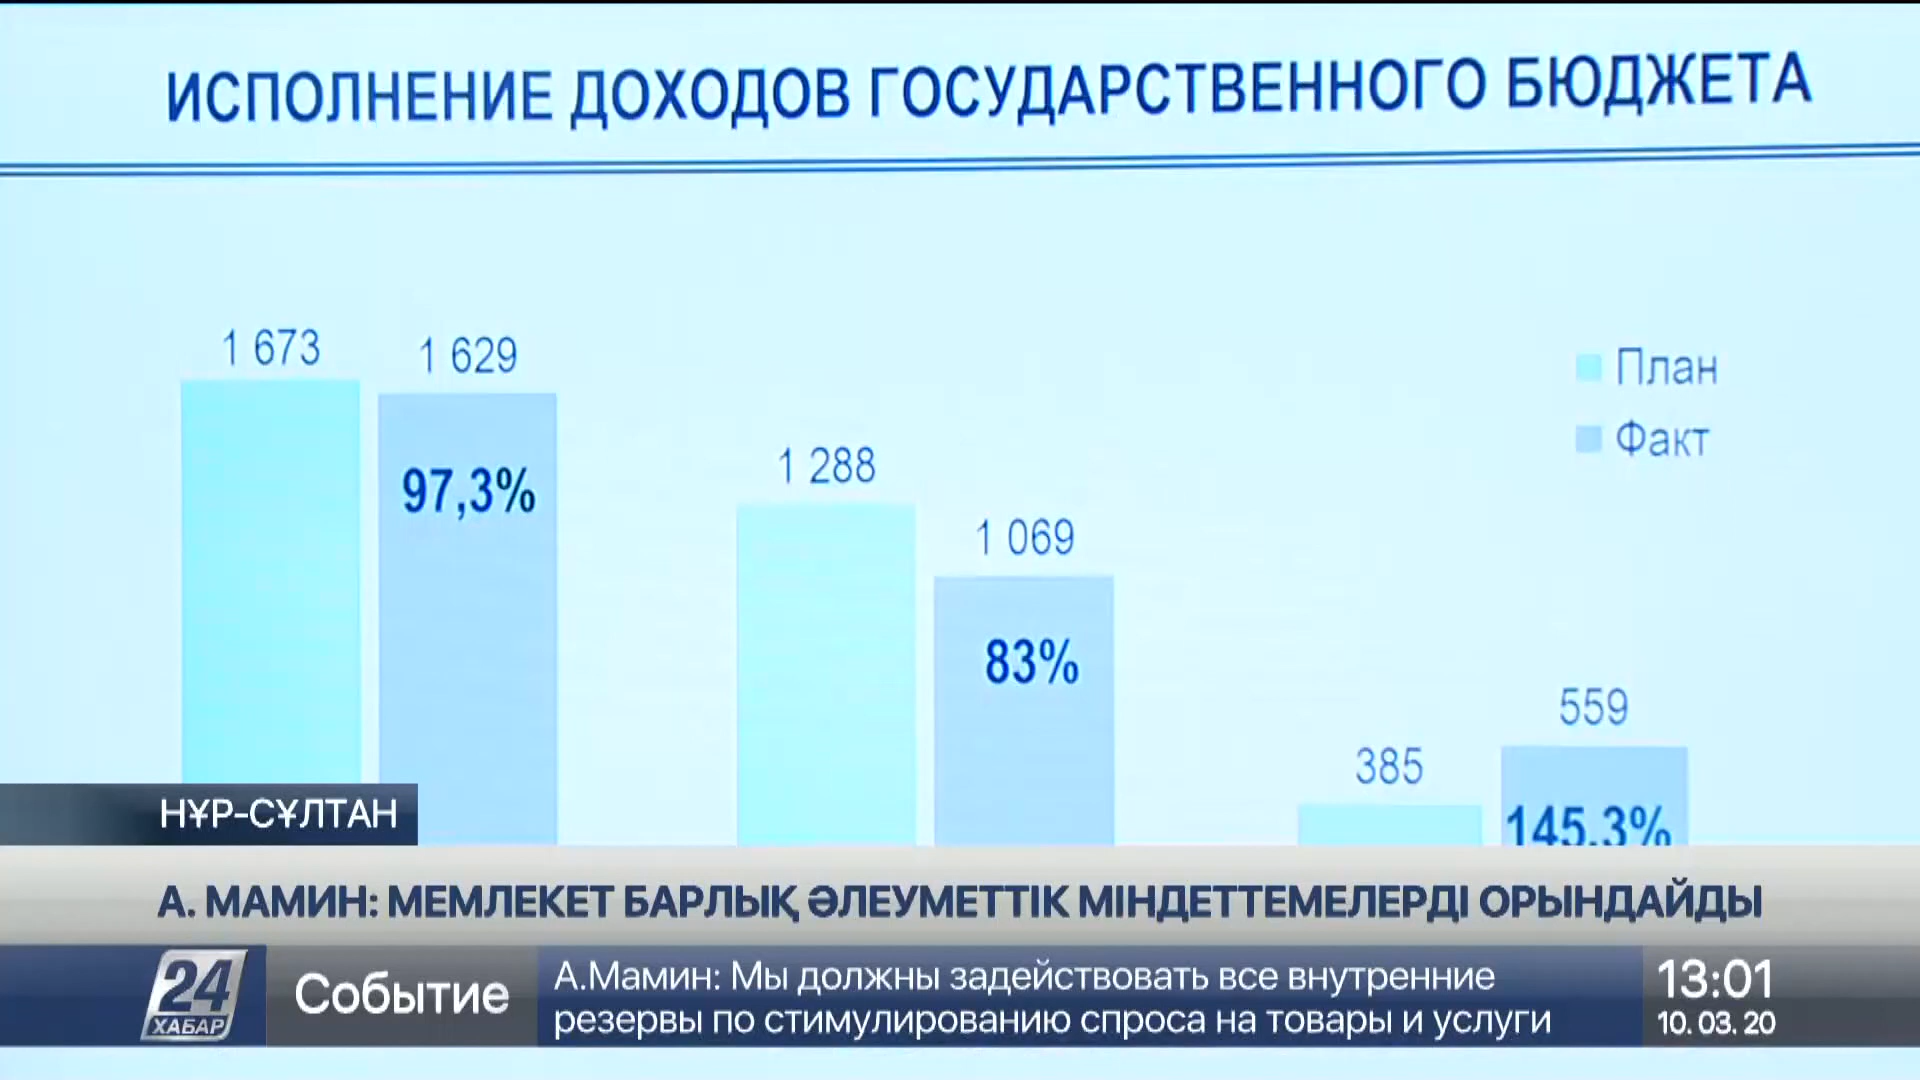 ИСПОЛНЕНИЕ ДОХОДОВ ГОСУДАРСТВЕННОГО БЮДЖЕТА
1 673
1 629
97,3%
1 288
1 069
83%
385
559
145,3%
План
Факт
НҰР-СҰЛТАН
А. МАМИН: МЕМЛЕКЕТ БАРЛЫҚ ӘЛЕУМЕТТІК МІНДЕТТЕМЕЛЕРДІ ОРЫНДАЙДЫ
24
ХАБАР
Событие
А.Мамин: Мы должны задействовать все внутренние
резервы по стимулированию спроса на товары и услуги
13:01
10. 03. 20